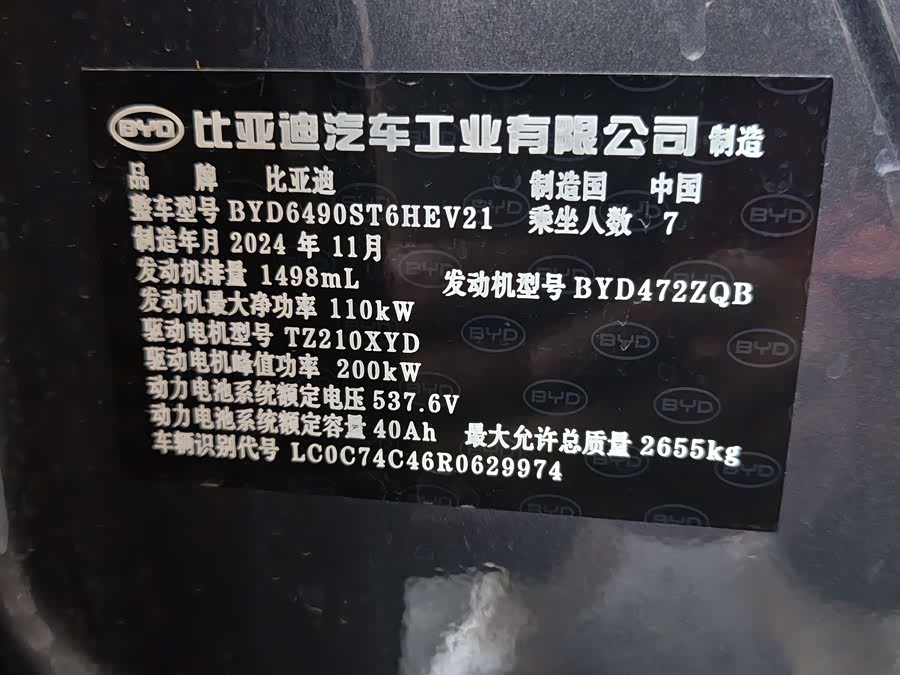 BYD 比亚迪汽车工业有限公司 制造
品 牌 比亚迪 制造国 中国
整车型号 BYD6490ST6HEV21 乘坐人数 7
制造年月 2024 年 11月
发动机排量 1498mL 发动机型号 BYD472ZQB
发动机最大净功率 110kW
驱动电机型号 TZ210XYD
驱动电机峰值功率 200kW
动力电池系统额定电压 537.6V
动力电池系统额定容量 40Ah 最大允许总质量 2655kg
车辆识别代号 LC0C74C46R0629974